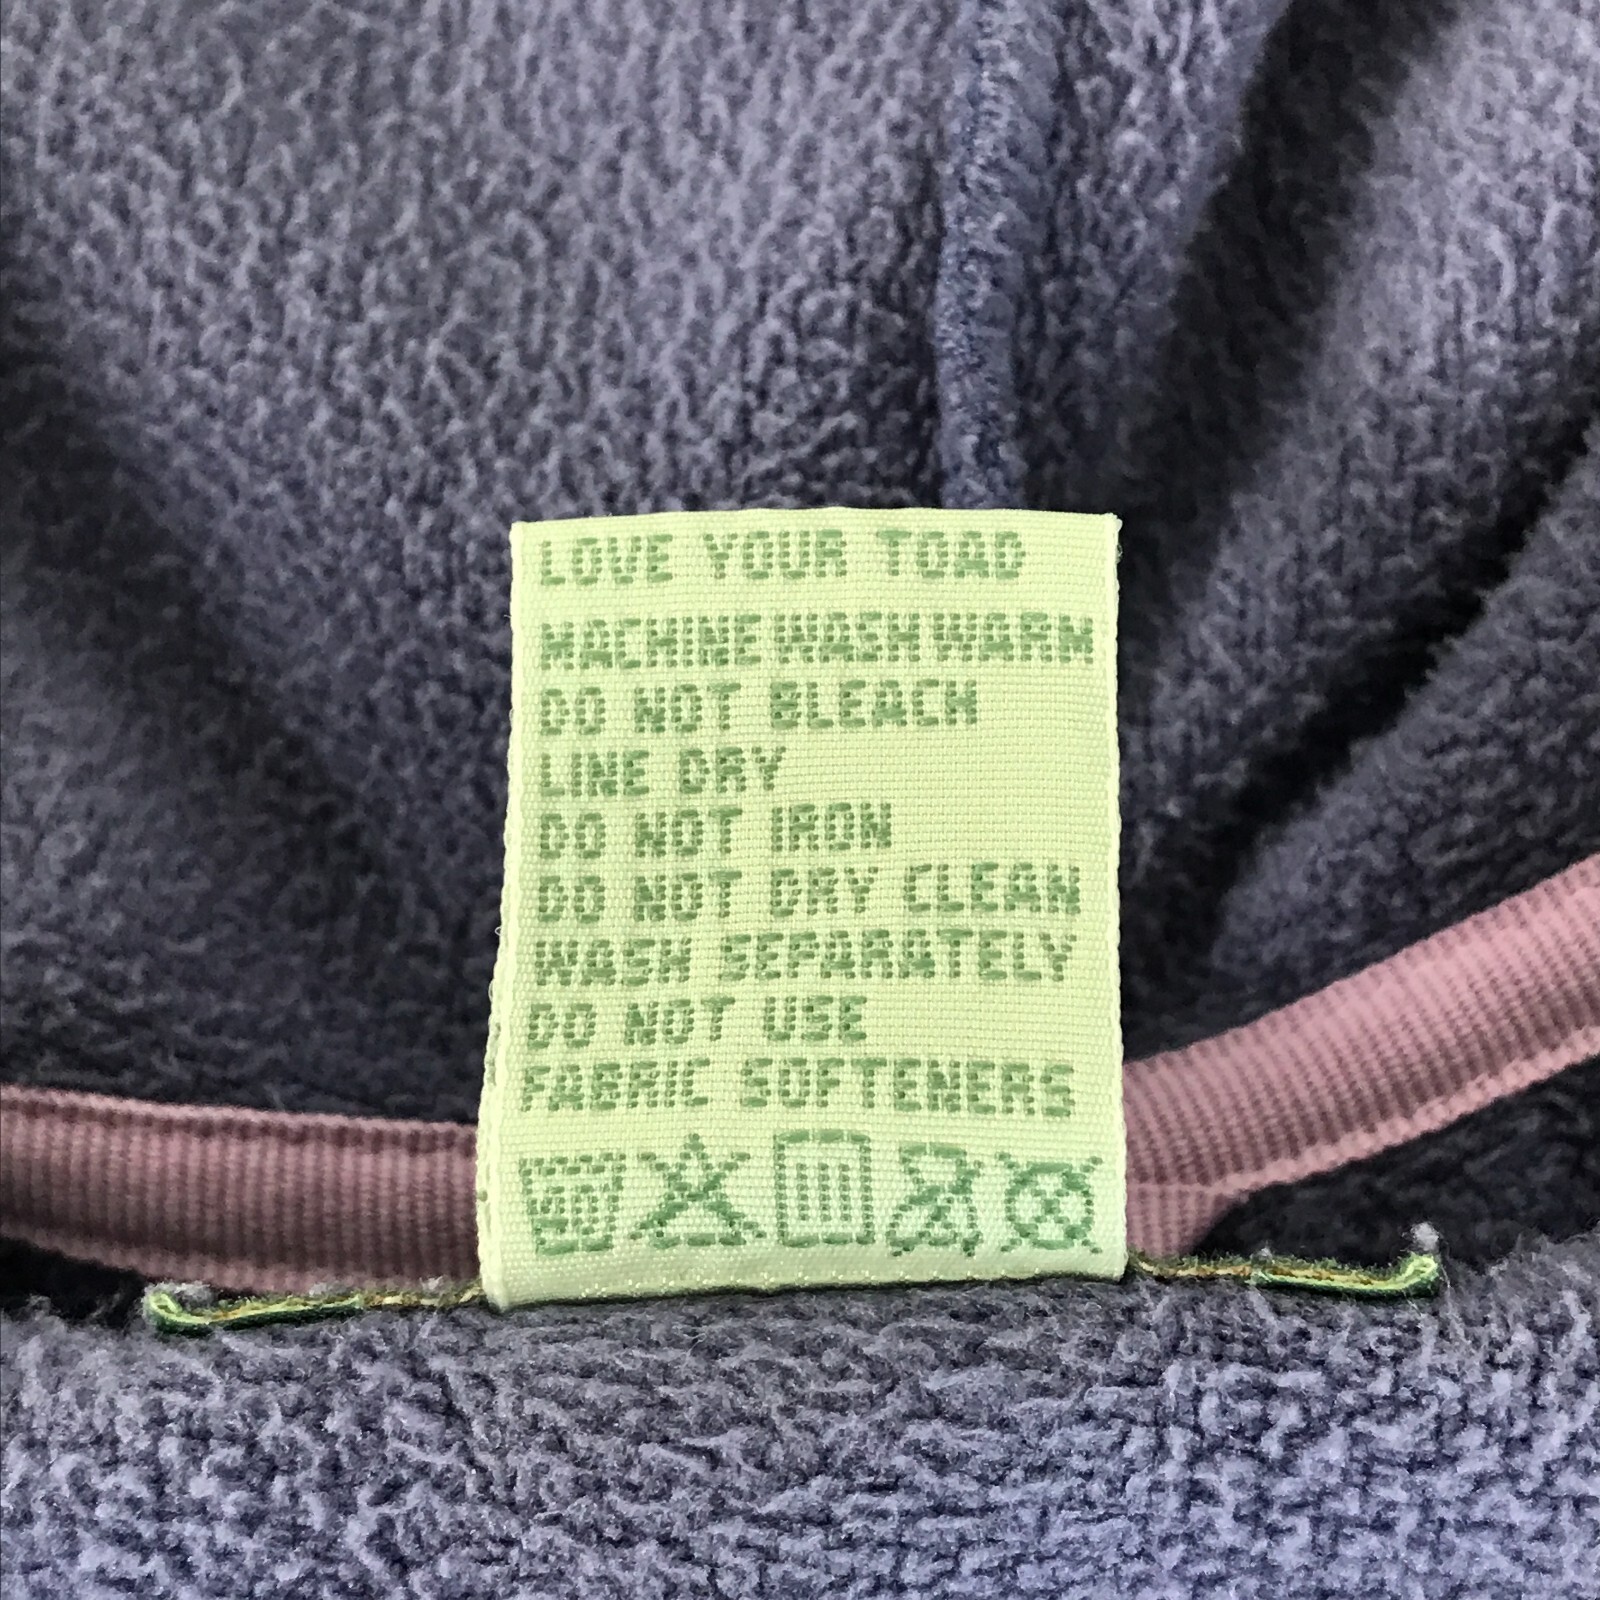 LOVE YOUR TOAD
MACHINE WASH WARM
DO NOT BLEACH
LINE DRY
DO NOT IRON
DO NOT DRY CLEAN
WASH SEPARATELY
DO NOT USE
FABRIC SOFTENERS
40